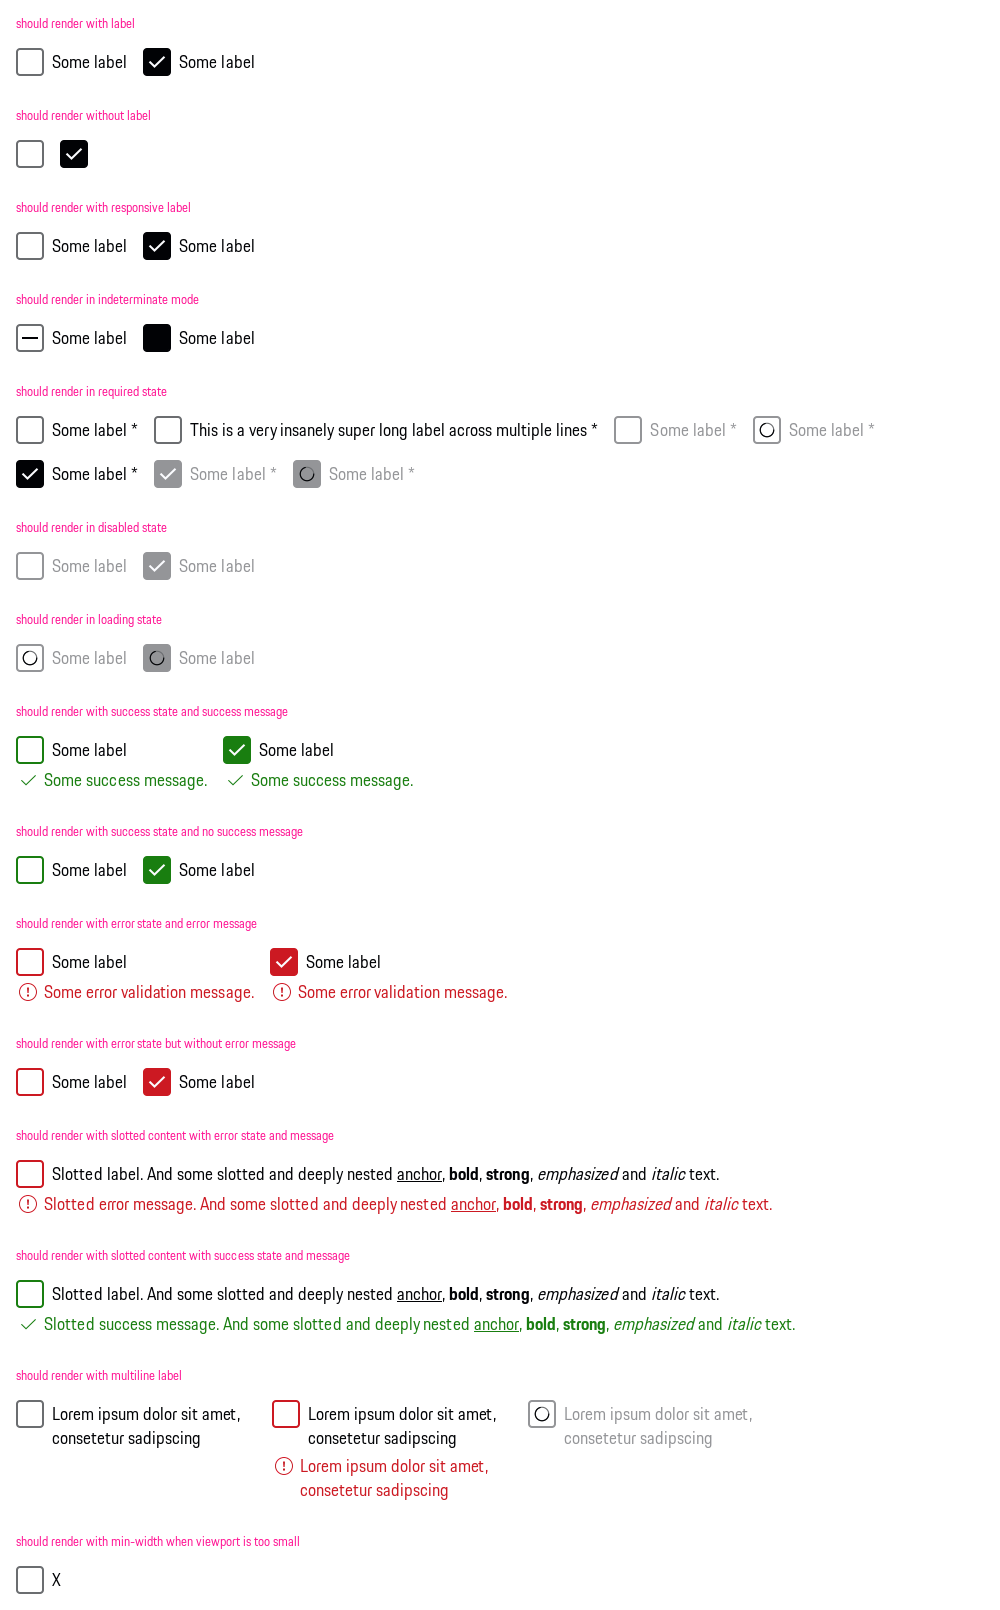 should render with label
Some label Some label
should render without label
should render with responsive label
Some label Some label
should render in indeterminate mode
Some label Some label
should render in required state
Some label * This is a very insanely super long label across multiple lines * Some label * Some label *
Some label * Some label * Some label *
should render in disabled state
Some label Some label
should render in loading state
Some label Some label
should render with success state and success message
Some label Some label
Some success message. Some success message.
should render with success state and no success message
Some label Some label
should render with error state and error message
Some label Some label
Some error validation message. Some error validation message.
should render with error state but without error message
Some label Some label
should render with slotted content with error state and message
Slotted label. And some slotted and deeply nested anchor, bold, strong, emphasized and italic text.
Slotted error message. And some slotted and deeply nested anchor, bold, strong, emphasized and italic text.
should render with slotted content with success state and message
Slotted label. And some slotted and deeply nested anchor, bold, strong, emphasized and italic text.
Slotted success message. And some slotted and deeply nested anchor, bold, strong, emphasized and italic text.
should render with multiline label
Lorem ipsum dolor sit amet, Lorem ipsum dolor sit amet, Lorem ipsum dolor sit amet,
consetetur sadipscing consetetur sadipscing consetetur sadipscing
Lorem ipsum dolor sit amet,
consetetur sadipscing
should render with min-width when viewport is too small
X